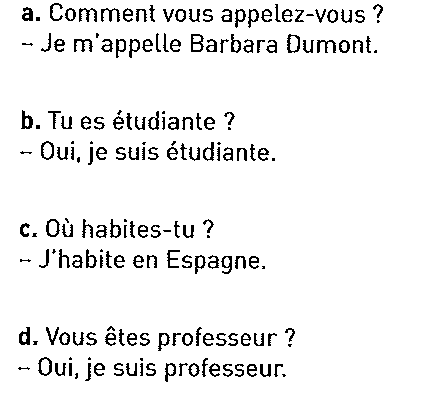 a. Comment vous appelez-vous ?
– Je m'appelle Barbara Dumont.
b. Tu es étudiante ?
– Oui, je suis étudiante.
c. Où habites-tu ?
– J'habite en Espagne.
d. Vous êtes professeur ?
– Oui, je suis professeur.